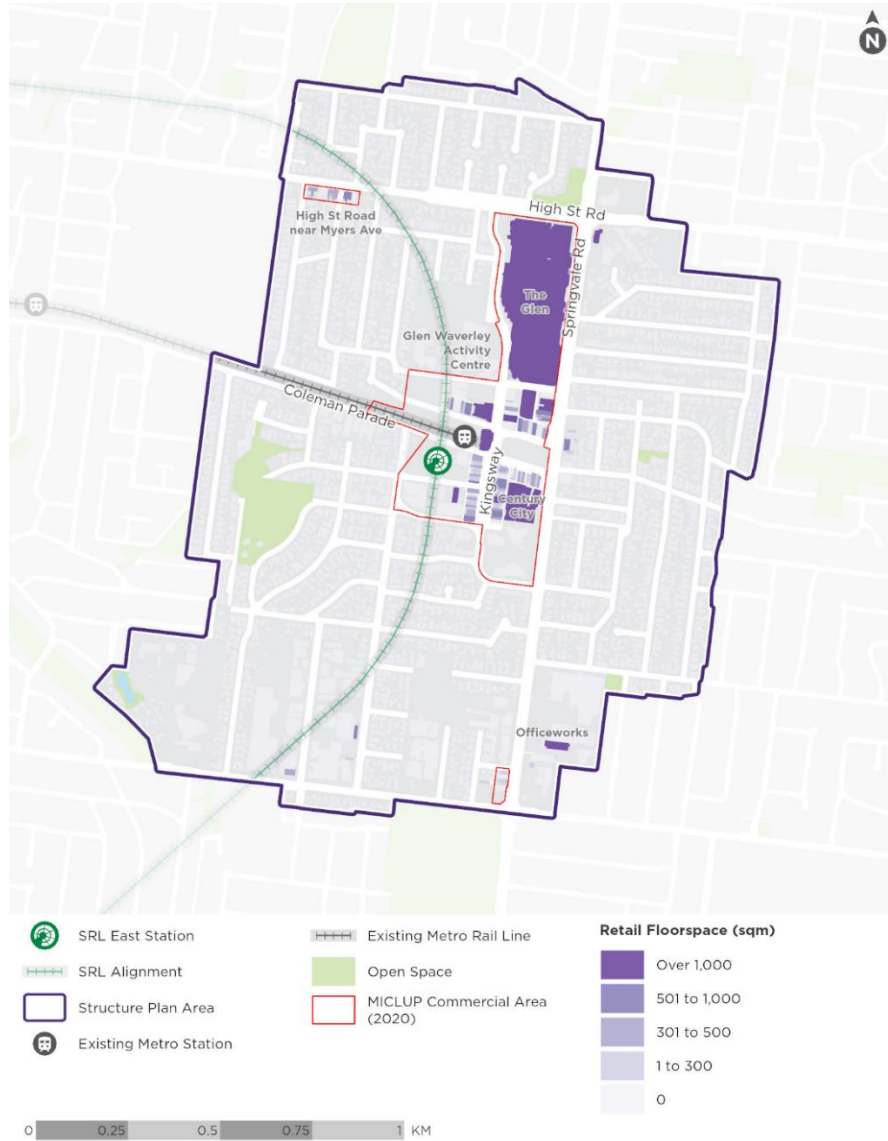 N
High St Rd
High St Road
near Myers Ave
The
Glen
Springvale Rd
Glen Waverley
Activity
Centre
Coleman Parade
Kingsway
Century
City
Officeworks
SRL East Station
SRL Alignment
Structure Plan Area
Existing Metro Station
Existing Metro Rail Line
Open Space
MICLUP Commercial Area
(2020)
Retail Floorspace (sqm)
Over 1,000
501 to 1,000
301 to 500
1 to 300
0
0 0.25 0.5 0.75 1 KM